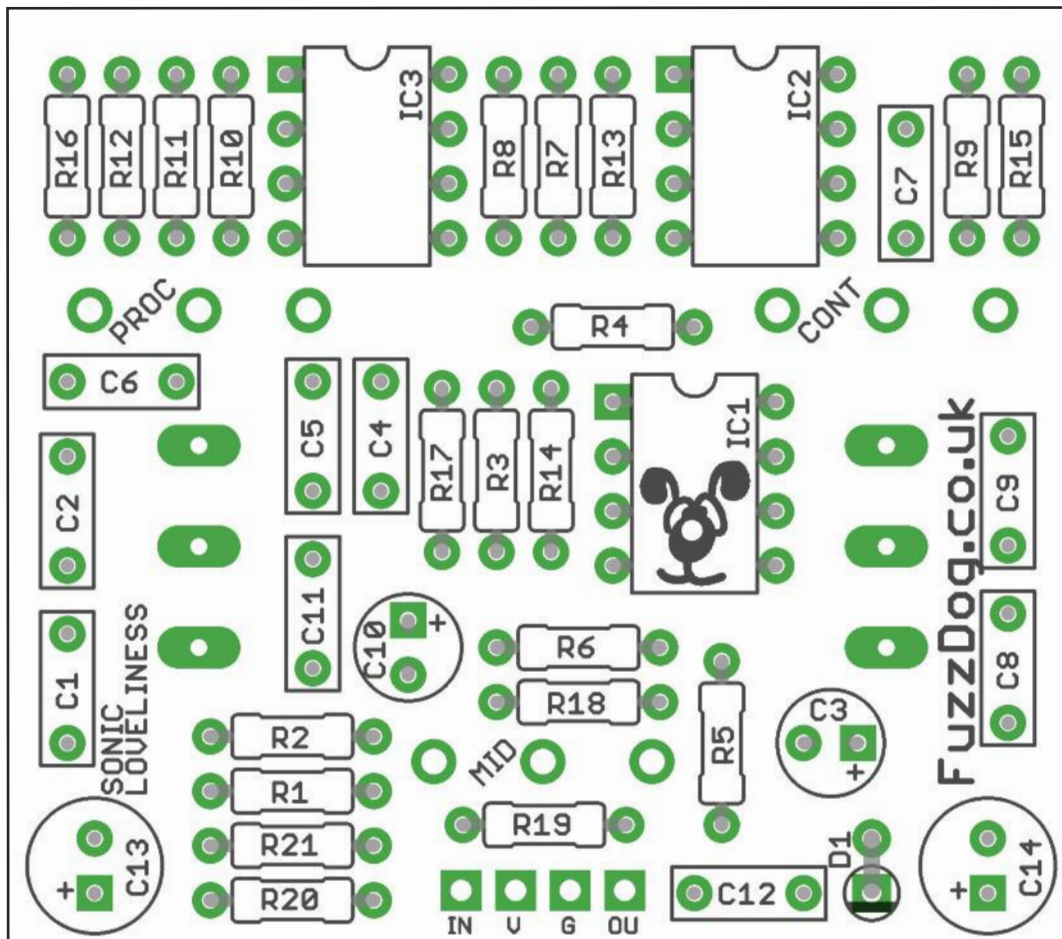 R16
R12
R11
R10
IC3
R8
R7
R13
IC2
C7
R9
R15
PROC
R4
CONT
C6
C5
C4
R17
R3
R14
IC1
C2
C9
C11
C10 +
C1
SONIC
LOVELINESS
R6
R18
R5
C3
+
C8
FuzzDog.co.uk
R2
R1
MID
R21
R19
R20
C13
+
IN V G OU
C12
D1
C14
+